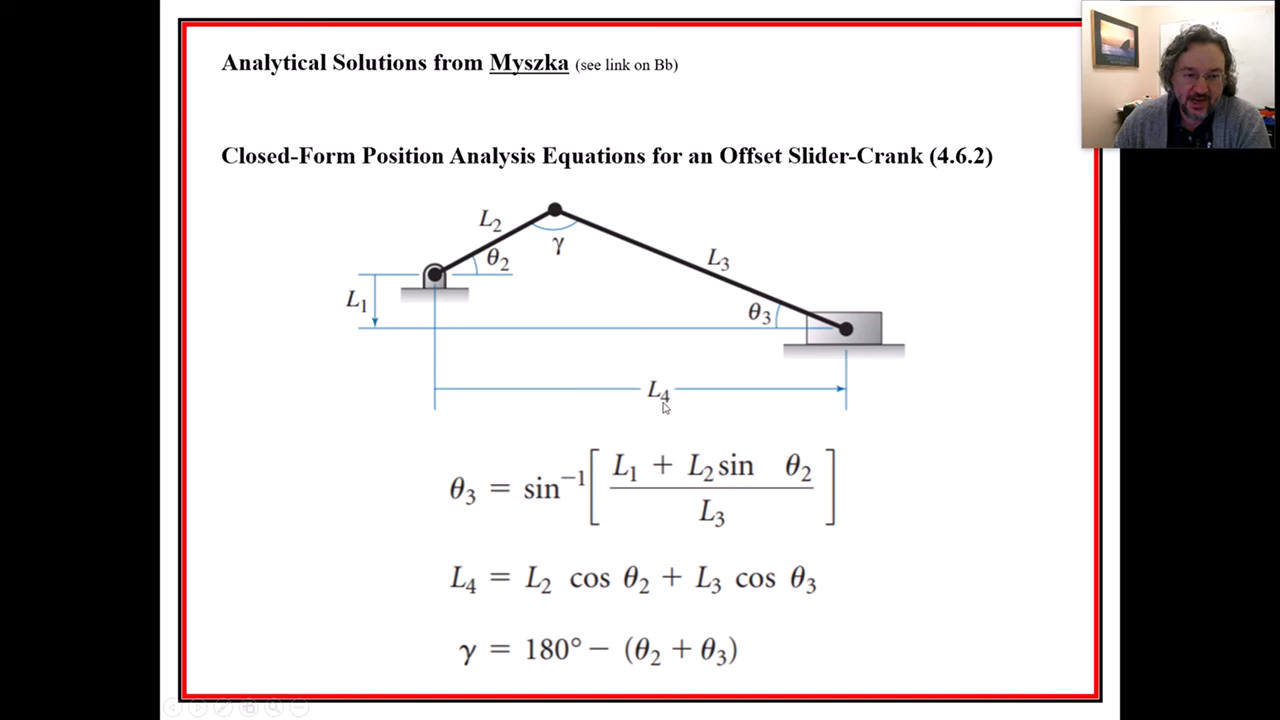 Analytical Solutions from Myszka (see link on Bb)
Closed-Form Position Analysis Equations for an Offset Slider-Crank (4.6.2)
L₂
γ
θ₂
L₃
L₁
θ₃
L₄
θ₃ = sin⁻¹[ (L₁ + L₂ sin θ₂) / L₃ ]
L₄ = L₂ cos θ₂ + L₃ cos θ₃
γ = 180° − (θ₂ + θ₃)